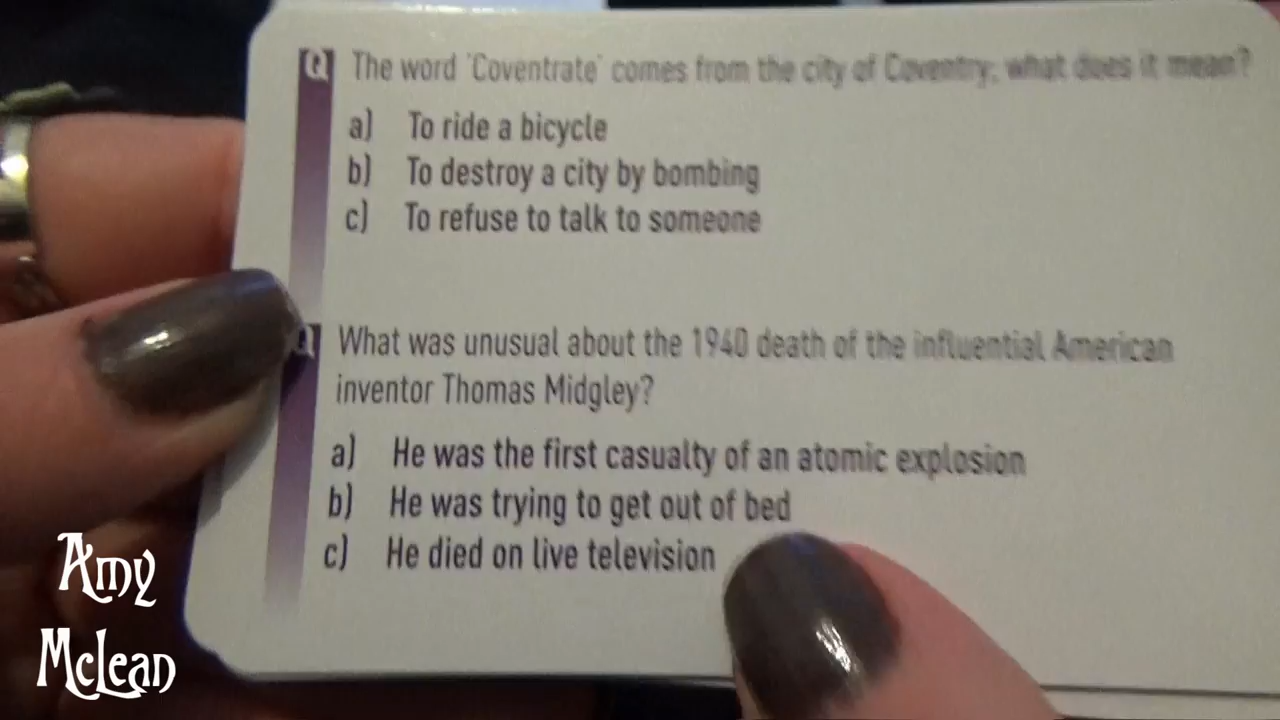 Q The word 'Coventrate' comes from the city of Coventry, what does it mean?
a) To ride a bicycle
b) To destroy a city by bombing
c) To refuse to talk to someone
Q What was unusual about the 1940 death of the influential American
inventor Thomas Midgley?
a) He was the first casualty of an atomic explosion
b) He was trying to get out of bed
c) He died on live television
Amy
McLean